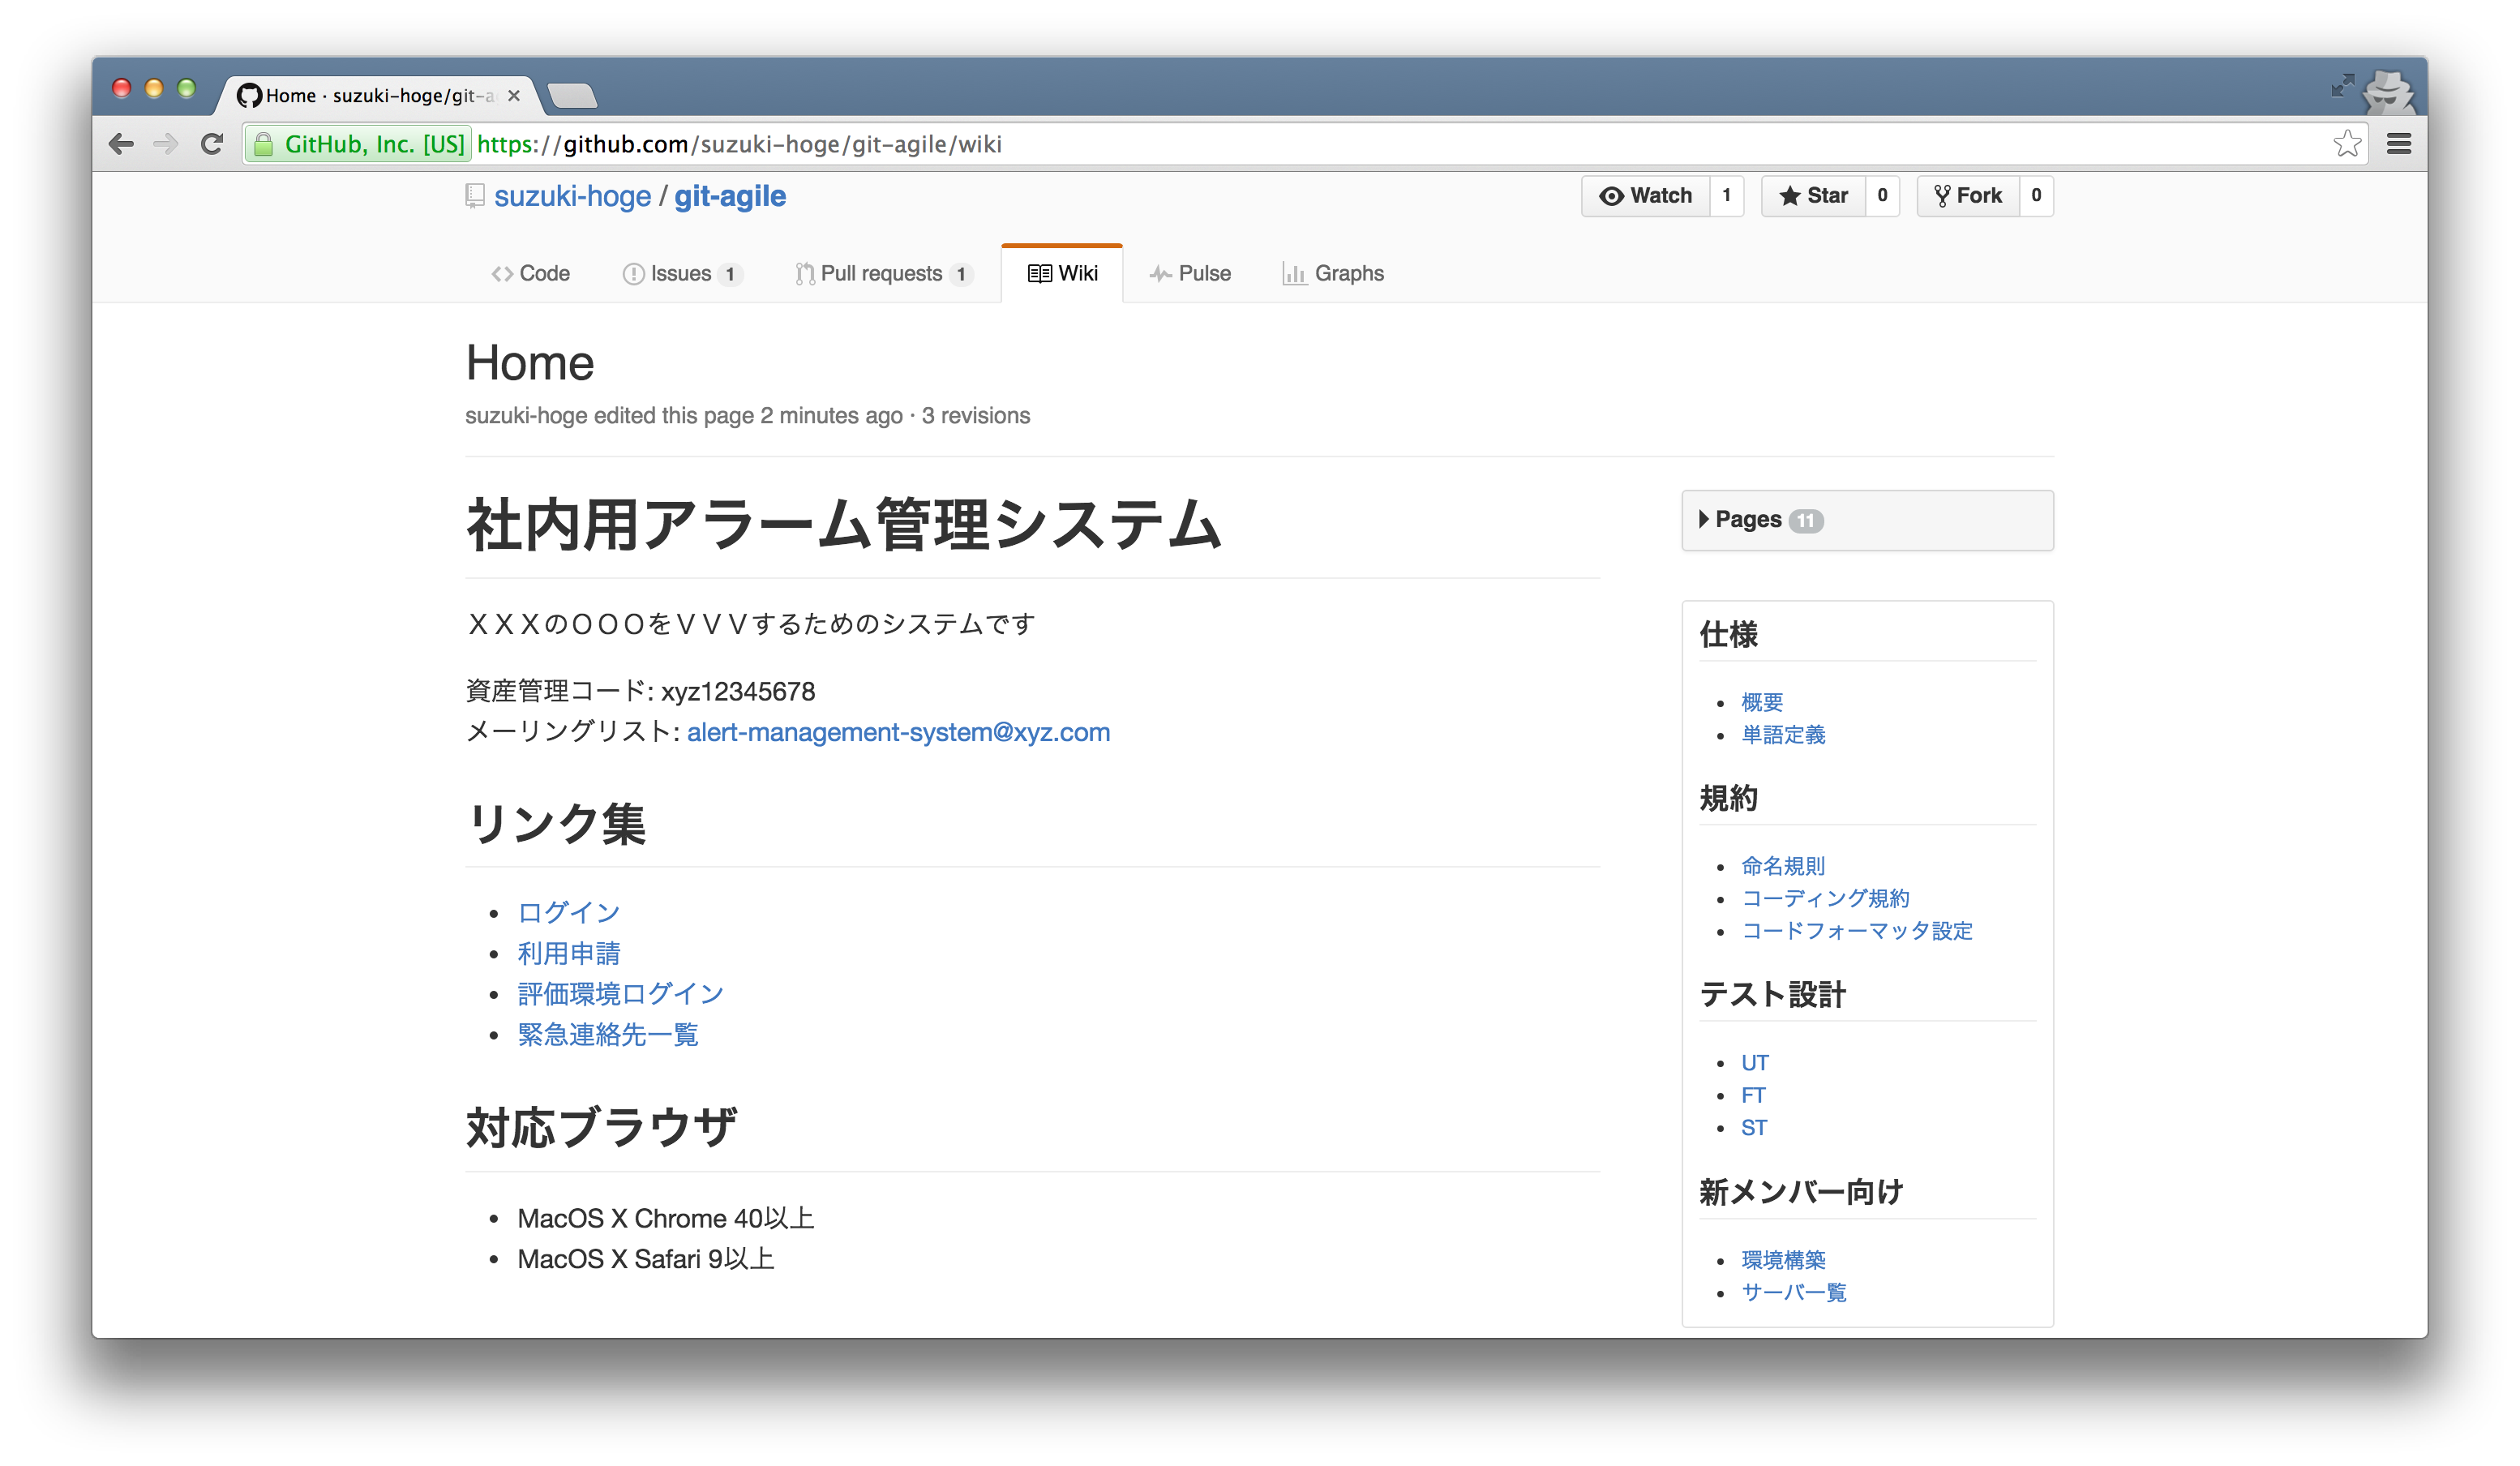 Home · suzuki-hoge/git-a
GitHub, Inc. [US] https://github.com/suzuki-hoge/git-agile/wiki
suzuki-hoge / git-agile
Watch 1 Star 0 Fork 0
Code Issues 1 Pull requests 1 Wiki Pulse Graphs
Home
suzuki-hoge edited this page 2 minutes ago · 3 revisions
社内用アラーム管理システム
ＸＸＸのＯＯＯをＶＶＶするためのシステムです
資産管理コード: xyz12345678
メーリングリスト: alert-management-system@xyz.com
リンク集
ログイン
利用申請
評価環境ログイン
緊急連絡先一覧
対応ブラウザ
MacOS X Chrome 40以上
MacOS X Safari 9以上
Pages 11
仕様
概要
単語定義
規約
命名規則
コーディング規約
コードフォーマッタ設定
テスト設計
UT
FT
ST
新メンバー向け
環境構築
サーバ一覧